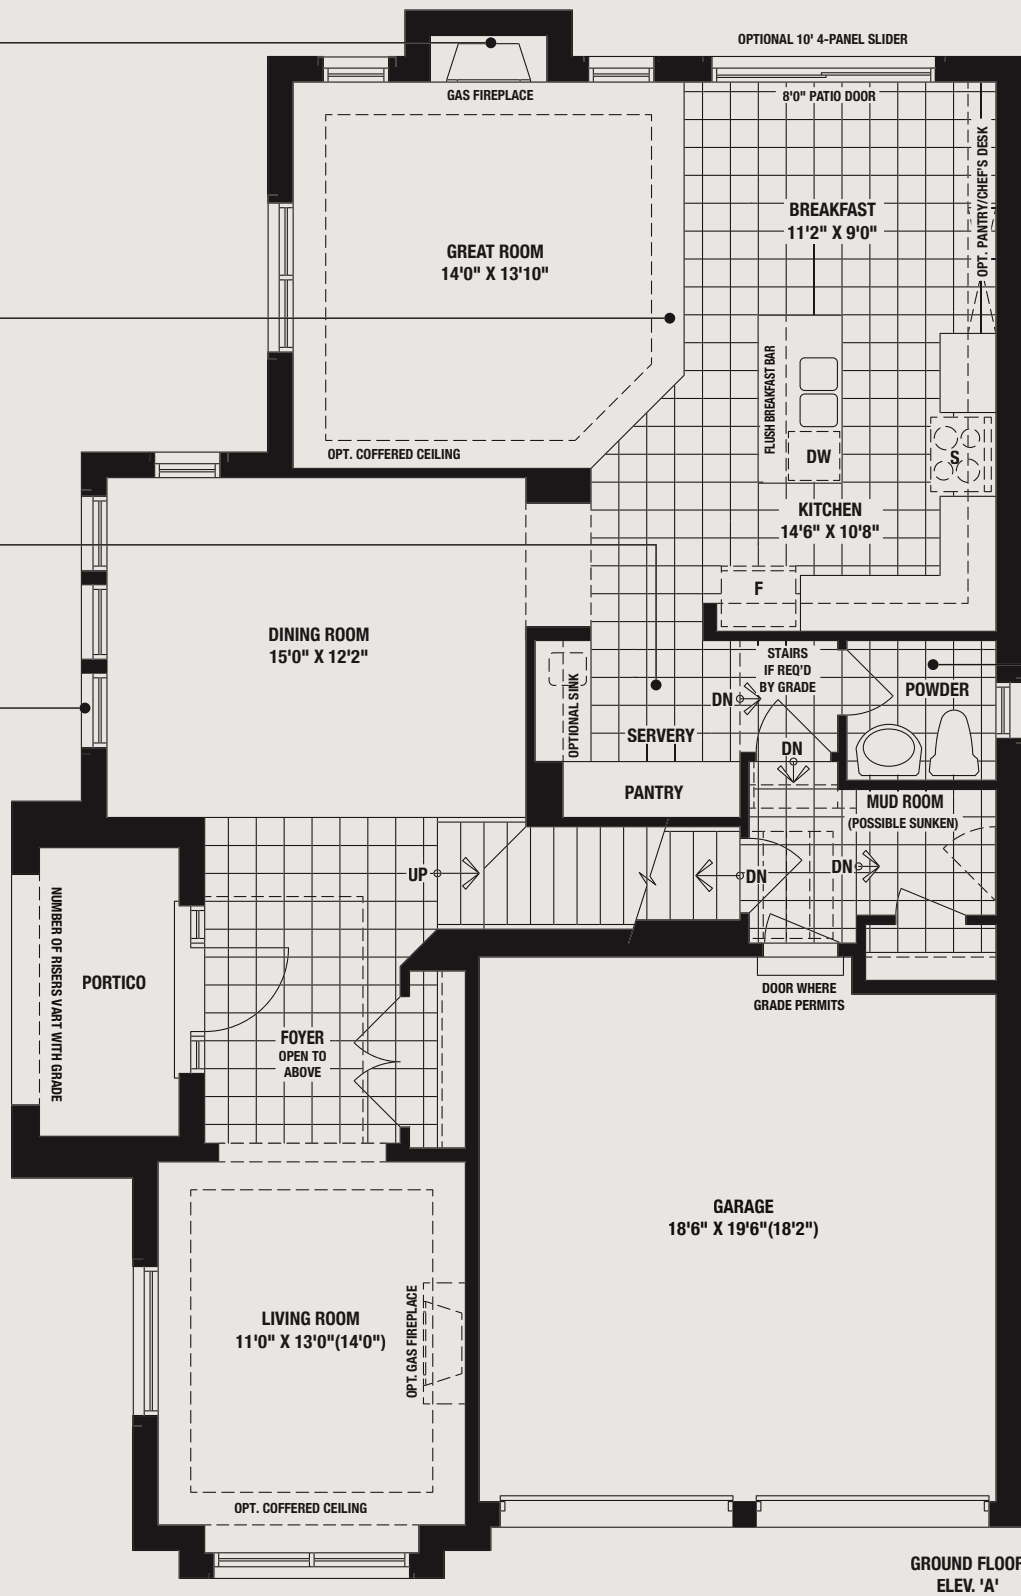 OPTIONAL 10' 4-PANEL SLIDER
GAS FIREPLACE
8'0" PATIO DOOR
OPT. PANTRY/CHEF'S DESK
BREAKFAST
11'2" X 9'0"
GREAT ROOM
14'0" X 13'10"
FLUSH BREAKFAST BAR
OPT. COFFERED CEILING
DW
S
KITCHEN
14'6" X 10'8"
F
DINING ROOM
15'0" X 12'2"
STAIRS
IF REQ'D
BY GRADE
POWDER
OPTIONAL SINK
DN
SERVERY
DN
PANTRY
MUD ROOM
(POSSIBLE SUNKEN)
UP
DN
DN
NUMBER OF RISERS VART WITH GRADE
PORTICO
DOOR WHERE
GRADE PERMITS
FOYER
OPEN TO
ABOVE
GARAGE
18'6" X 19'6"(18'2")
LIVING ROOM
11'0" X 13'0"(14'0")
OPT. GAS FIREPLACE
OPT. COFFERED CEILING
GROUND FLOOR
ELEV. 'A'